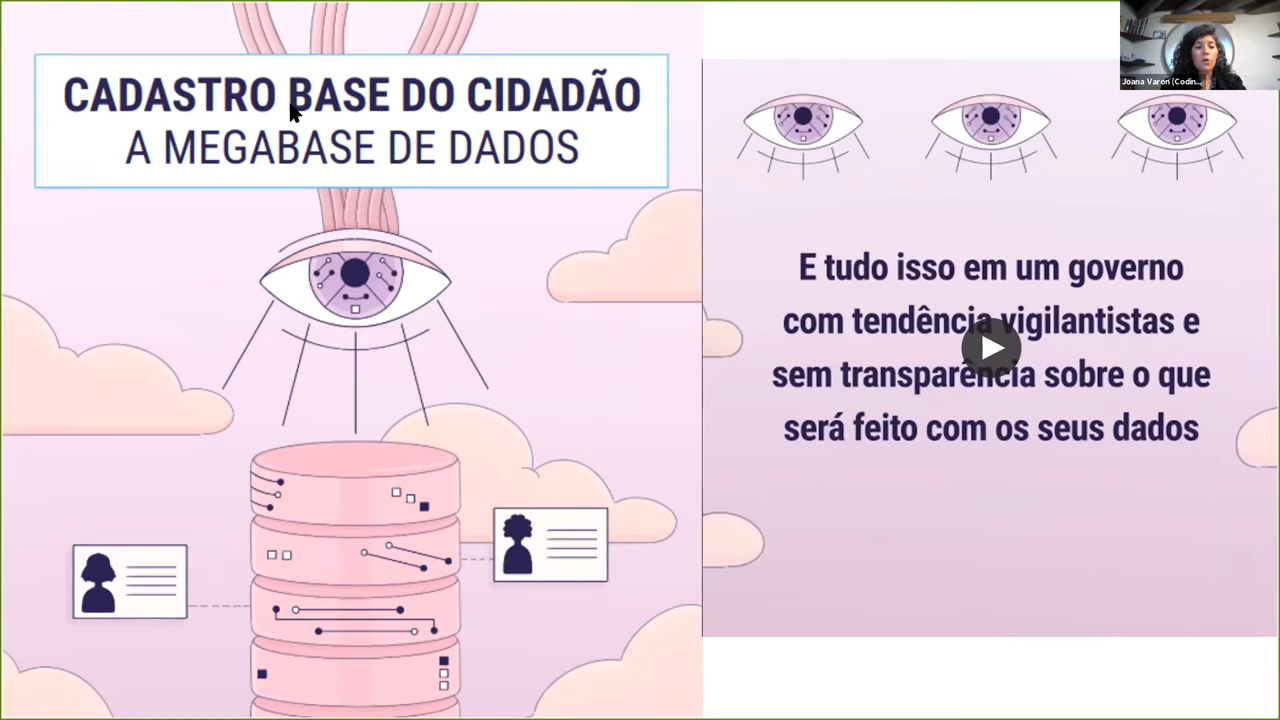 CADASTRO BASE DO CIDADÃO
A MEGABASE DE DADOS
E tudo isso em um governo
com tendência vigilantistas e
sem transparência sobre o que
será feito com os seus dados
Joana Varon (Codin...